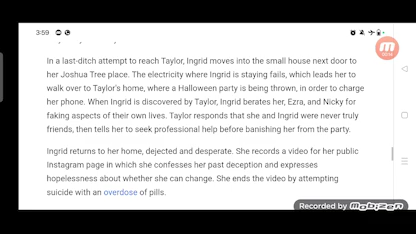 3:59
In a last-ditch attempt to reach Taylor, Ingrid moves into the small house next door to
her Joshua Tree place. The electricity where Ingrid is staying fails, which leads her to
walk over to Taylor's home, where a Halloween party is being thrown, in order to charge
her phone. When Ingrid is discovered by Taylor, Ingrid berates her, Ezra, and Nicky for
faking aspects of their own lives. Taylor responds that she and Ingrid were never truly
friends, then tells her to seek professional help before banishing her from the party.
Ingrid returns to her home, dejected and desperate. She records a video for her public
Instagram page in which she confesses her past deception and expresses
hopelessness about whether she can change. She ends the video by attempting
suicide with an overdose of pills.
Recorded by Mobizen